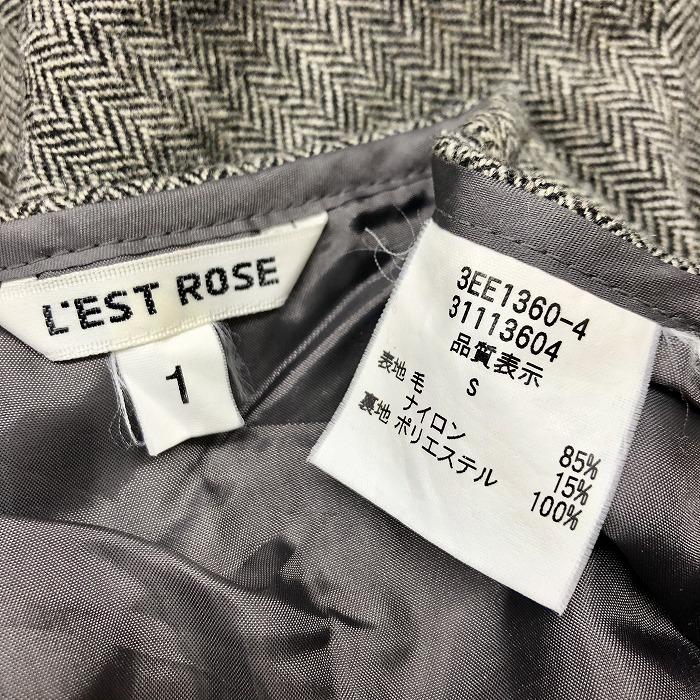 L'EST ROSE
1
3EE1360-4
31113604
品質表示
S
表地 毛 85%
ナイロン 15%
裏地 ポリエステル 100%